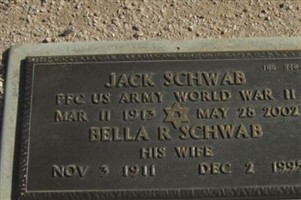 JACK SCHWAB
PFC US ARMY WORLD WAR II
MAR 11 1913 MAY 28 2002
BELLA R SCHWAB
HIS WIFE
NOV 3 1911 DEC 2